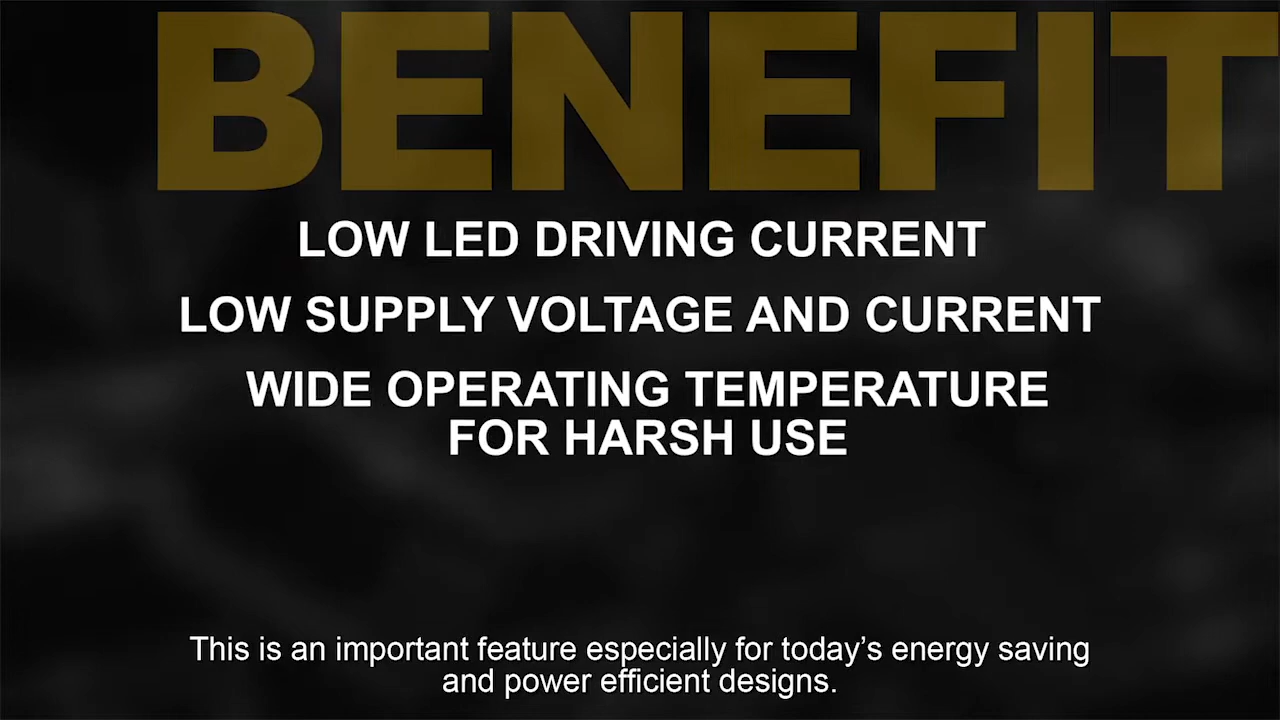 BENEFIT
LOW LED DRIVING CURRENT
LOW SUPPLY VOLTAGE AND CURRENT
WIDE OPERATING TEMPERATURE
FOR HARSH USE
This is an important feature especially for today’s energy saving
and power efficient designs.